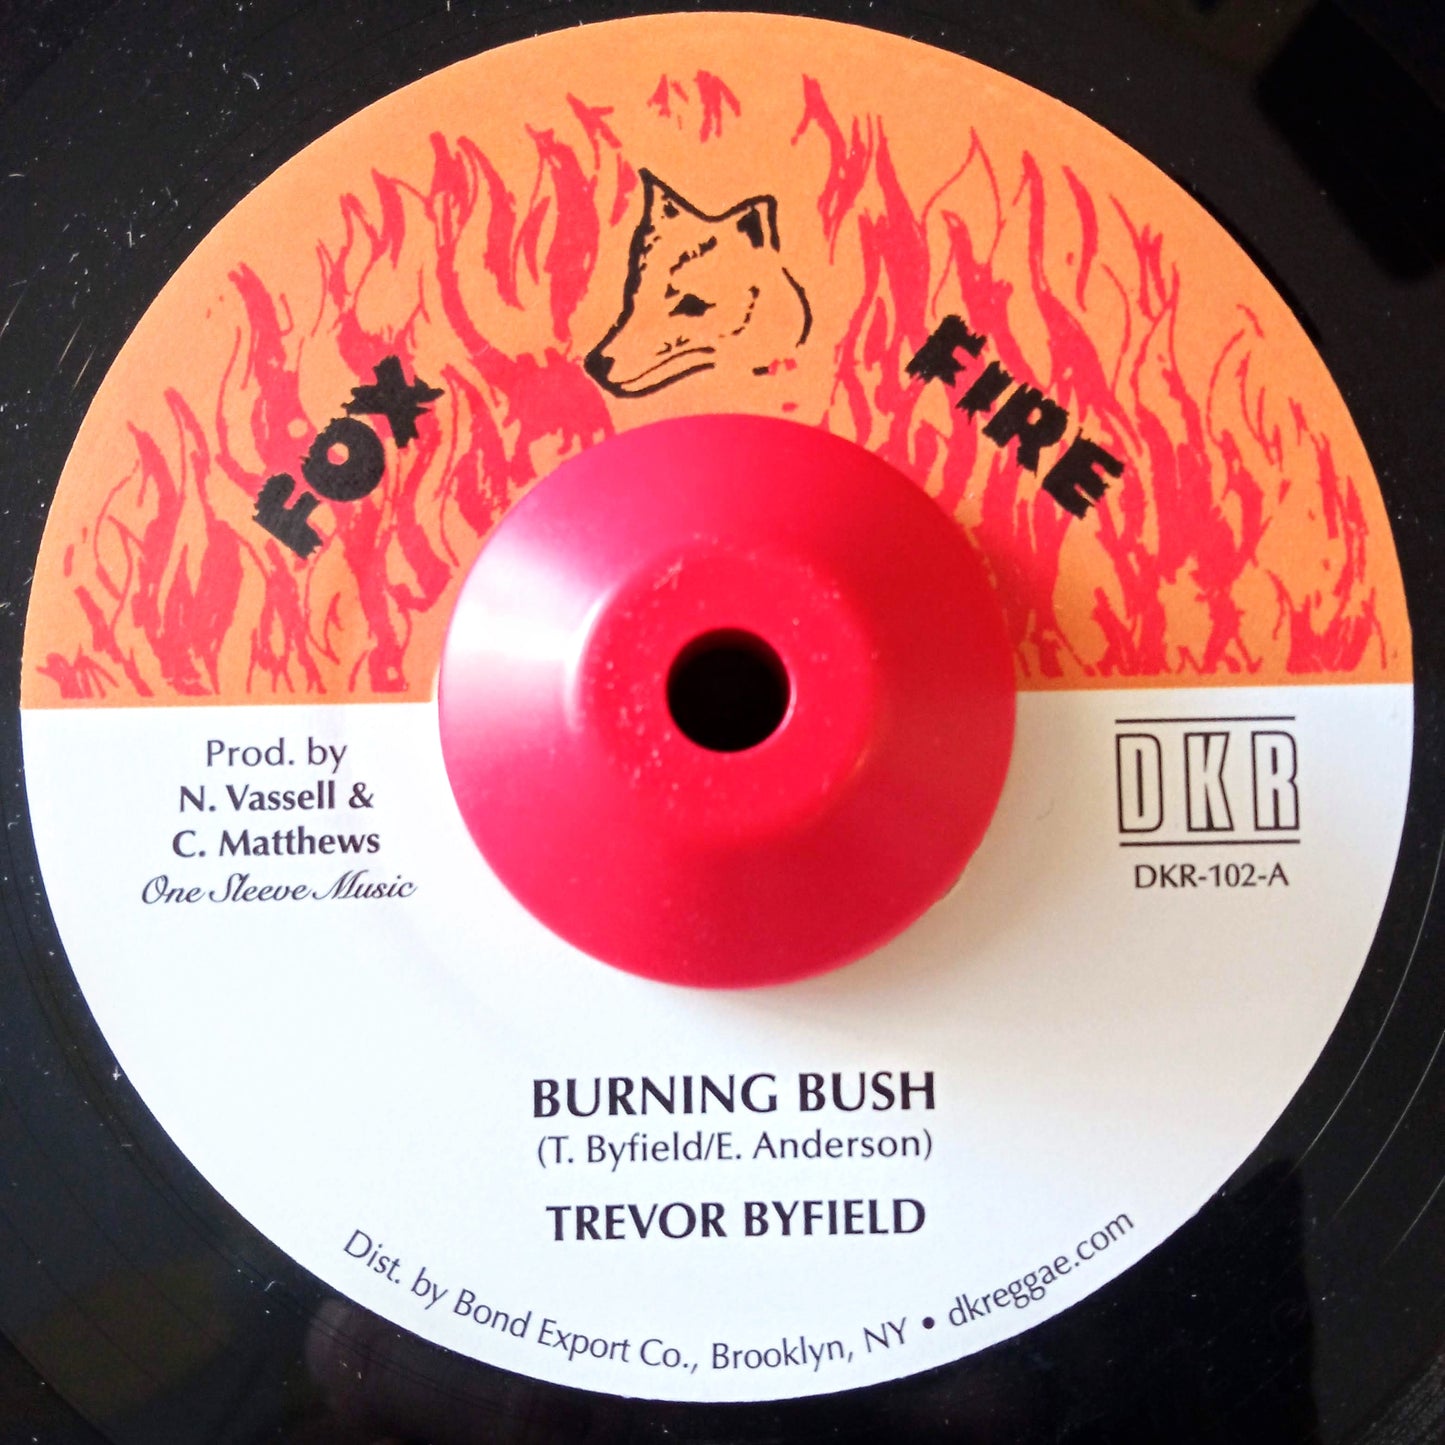 FOX FIRE
Prod. by
N. Vassell &
C. Matthews
One Sleeve Music
DKR
DKR-102-A
BURNING BUSH
(T. Byfield/E. Anderson)
TREVOR BYFIELD
Dist. by Bond Export Co., Brooklyn, NY • dkreggae.com